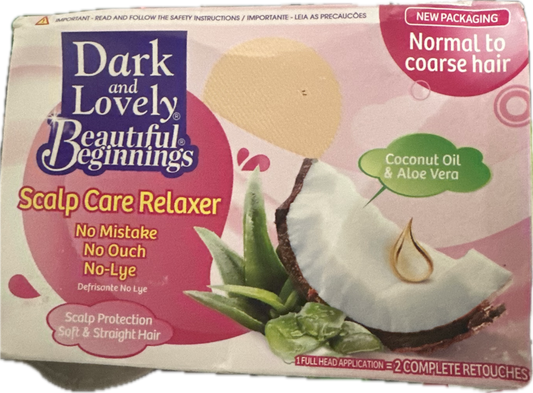 IMPORTANT - READ AND FOLLOW THE SAFETY INSTRUCTIONS / IMPORTANTE - LEIA AS PRECAUCÕES
NEW PACKAGING
Normal to
coarse hair
Dark
and
Lovely®
Beautiful®
Beginnings
Scalp Care Relaxer
No Mistake
No Ouch
No-Lye
Defrisante No Lye
Scalp Protection
Soft & Straight Hair
Coconut Oil
& Aloe Vera
1 FULL HEAD APPLICATION = 2 COMPLETE RETOUCHES